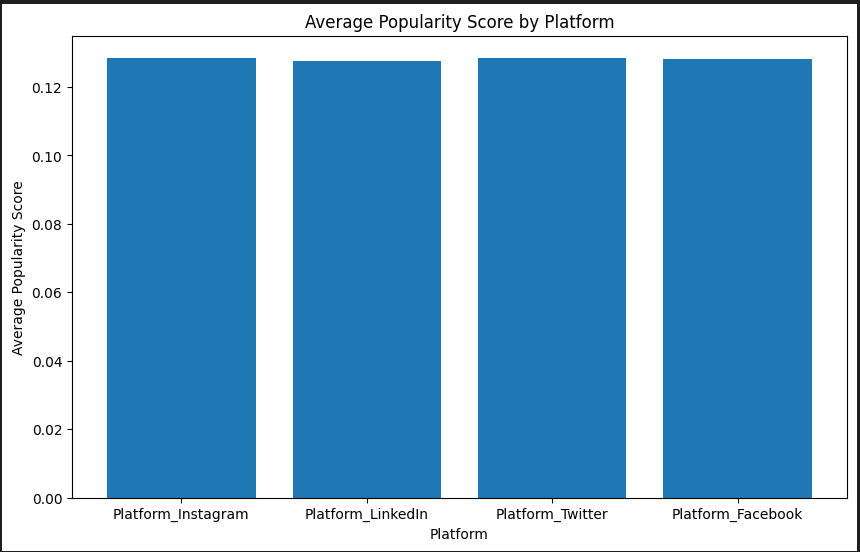 Average Popularity Score by Platform
Average Popularity Score
0.12
0.10
0.08
0.06
0.04
0.02
0.00
Platform_Instagram Platform_LinkedIn Platform_Twitter Platform_Facebook
Platform